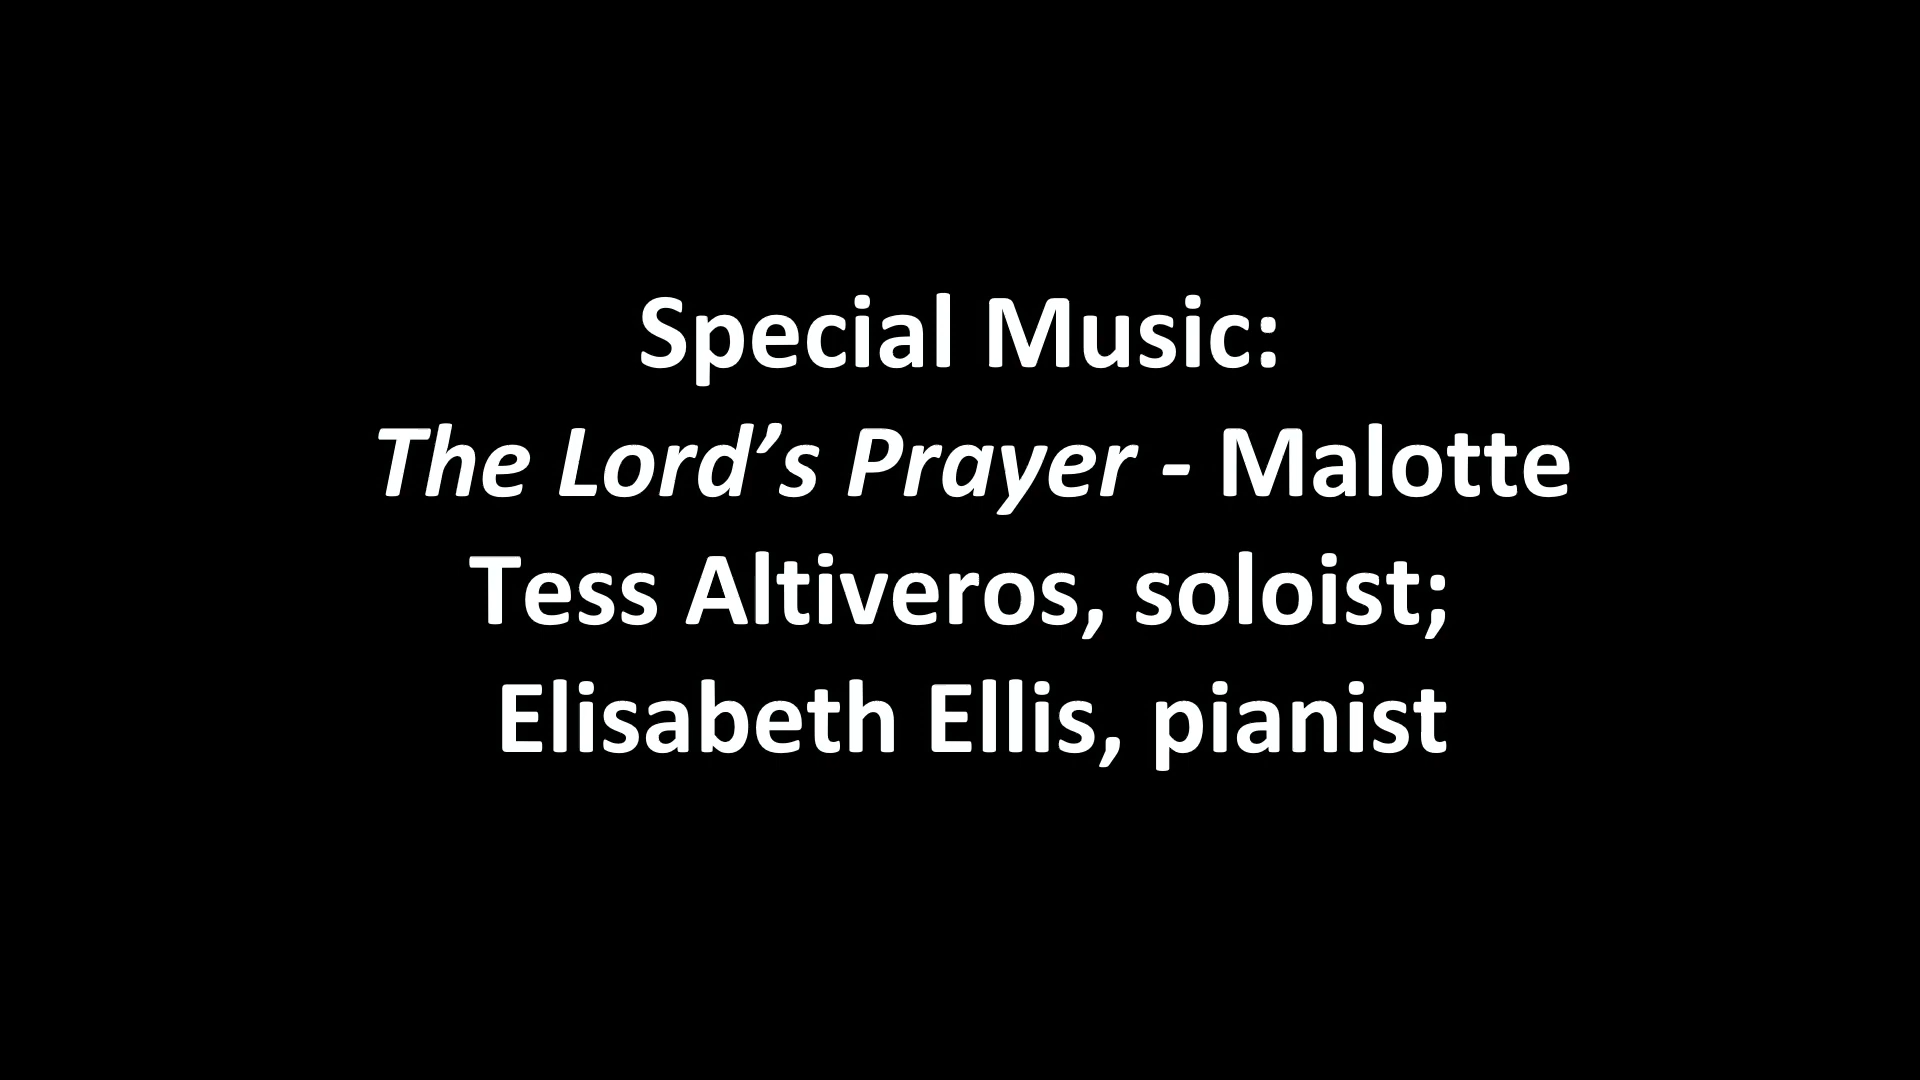 Special Music:
The Lord’s Prayer - Malotte
Tess Altiveros, soloist;
Elisabeth Ellis, pianist